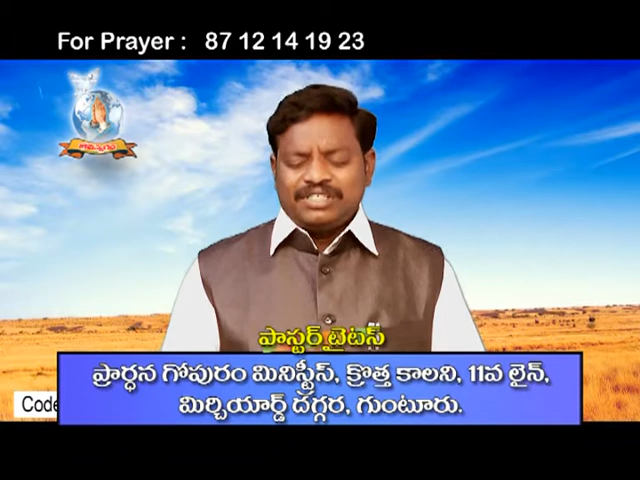 For Prayer : 87 12 14 19 23
పాస్టర్ టైటస్
ప్రార్ధన గోపురం మినిస్ట్రీస్, క్రొత్త కాలని, 11వ లైన్,
మిర్చియార్డ్ దగ్గర, గుంటూరు.
Code